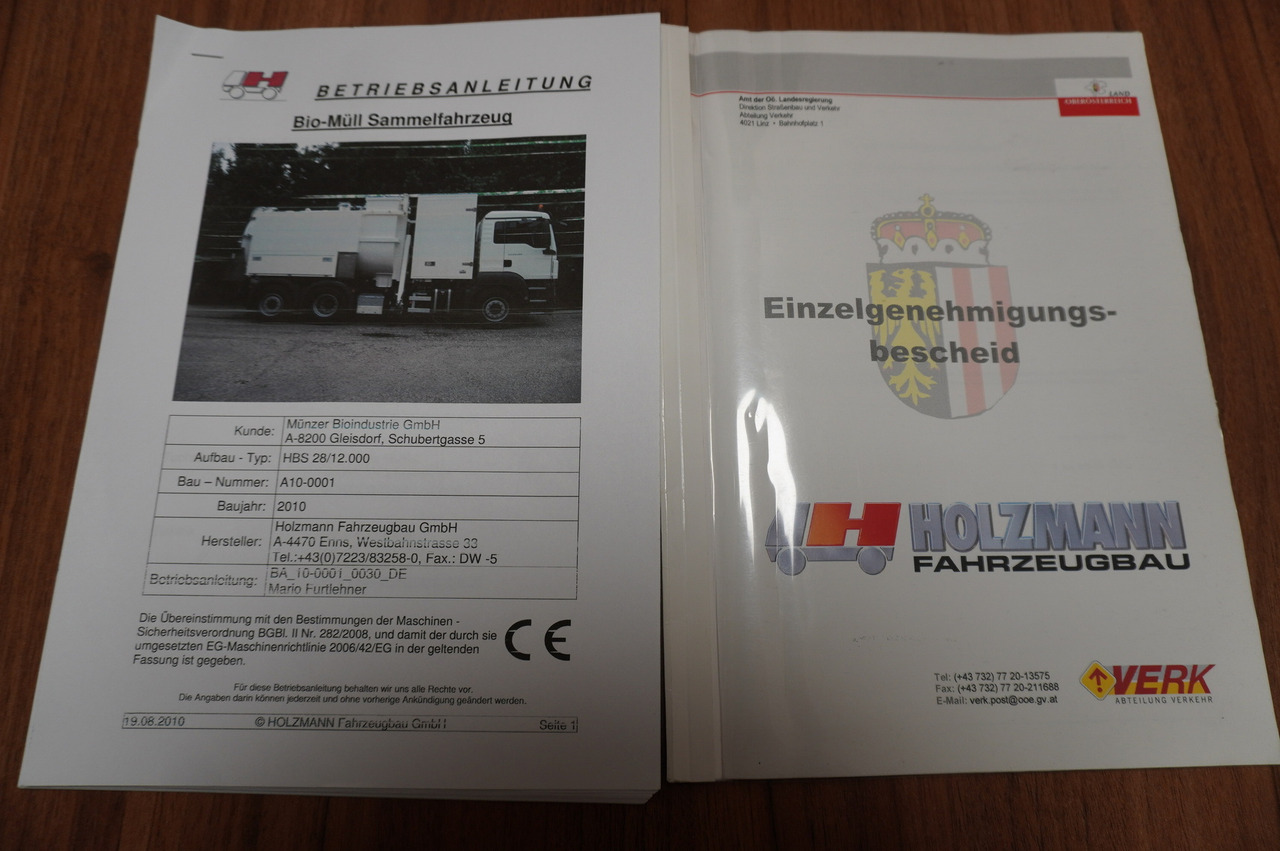 BETRIEBSANLEITUNG
Bio-Müll Sammelfahrzeug
Kunde: Münzer Bioindustrie GmbH
A-8200 Gleisdorf, Schubertgasse 5
Aufbau - Typ: HBS 28/12.000
Bau – Nummer: A10-0001
Baujahr: 2010
Hersteller: Holzmann Fahrzeugbau GmbH
A-4470 Enns, Westbahnstrasse 33
Tel.:+43(0)7223/83258-0, Fax.: DW -5
Betriebsanleitung: BA_10-0001_0030_DE
Mario Furtlehner
Die Übereinstimmung mit den Bestimmungen der Maschinen -
Sicherheitsverordnung BGBl. II Nr. 282/2008, und damit der durch sie
umgesetzten EG-Maschinenrichtlinie 2006/42/EG in der geltenden
Fassung ist gegeben.
CE
Für diese Betriebsanleitung behalten wir uns alle Rechte vor.
Die Angaben darin können jederzeit und ohne vorherige Ankündigung geändert werden.
19.08.2010 © HOLZMANN Fahrzeugbau GmbH Seite 1
Amt der Oö. Landesregierung
Direktion Straßenbau und Verkehr
Abteilung Verkehr
4021 Linz • Bahnhofplatz 1
LAND
OBERÖSTERREICH
Einzelgenehmigungs-
bescheid
H HOLZMANN
FAHRZEUGBAU
Tel: (+43 732) 77 20-13575
Fax: (+43 732) 77 20-211688
E-Mail: verk.post@ooe.gv.at
VERK
ABTEILUNG VERKEHR